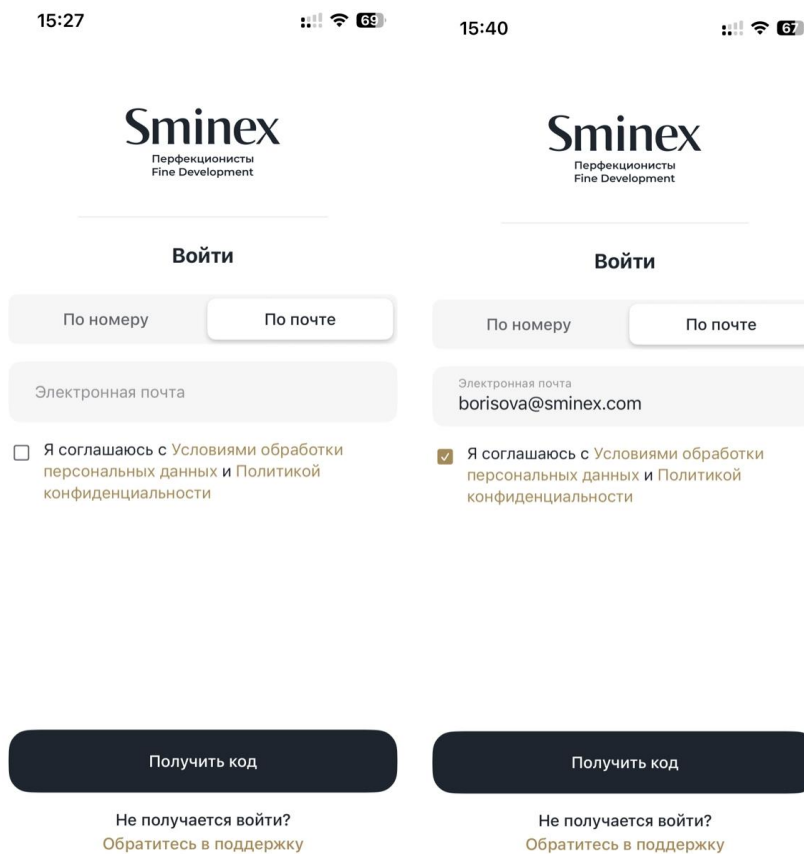 15:27
69
Sminex
Перфекционисты
Fine Development
Войти
По номеру
По почте
Электронная почта
Я соглашаюсь с Условиями обработки
персональных данных и Политикой
конфиденциальности
Получить код
Не получается войти?
Обратитесь в поддержку
15:40
67
Sminex
Перфекционисты
Fine Development
Войти
По номеру
По почте
Электронная почта
borisova@sminex.com
Я соглашаюсь с Условиями обработки
персональных данных и Политикой
конфиденциальности
Получить код
Не получается войти?
Обратитесь в поддержку